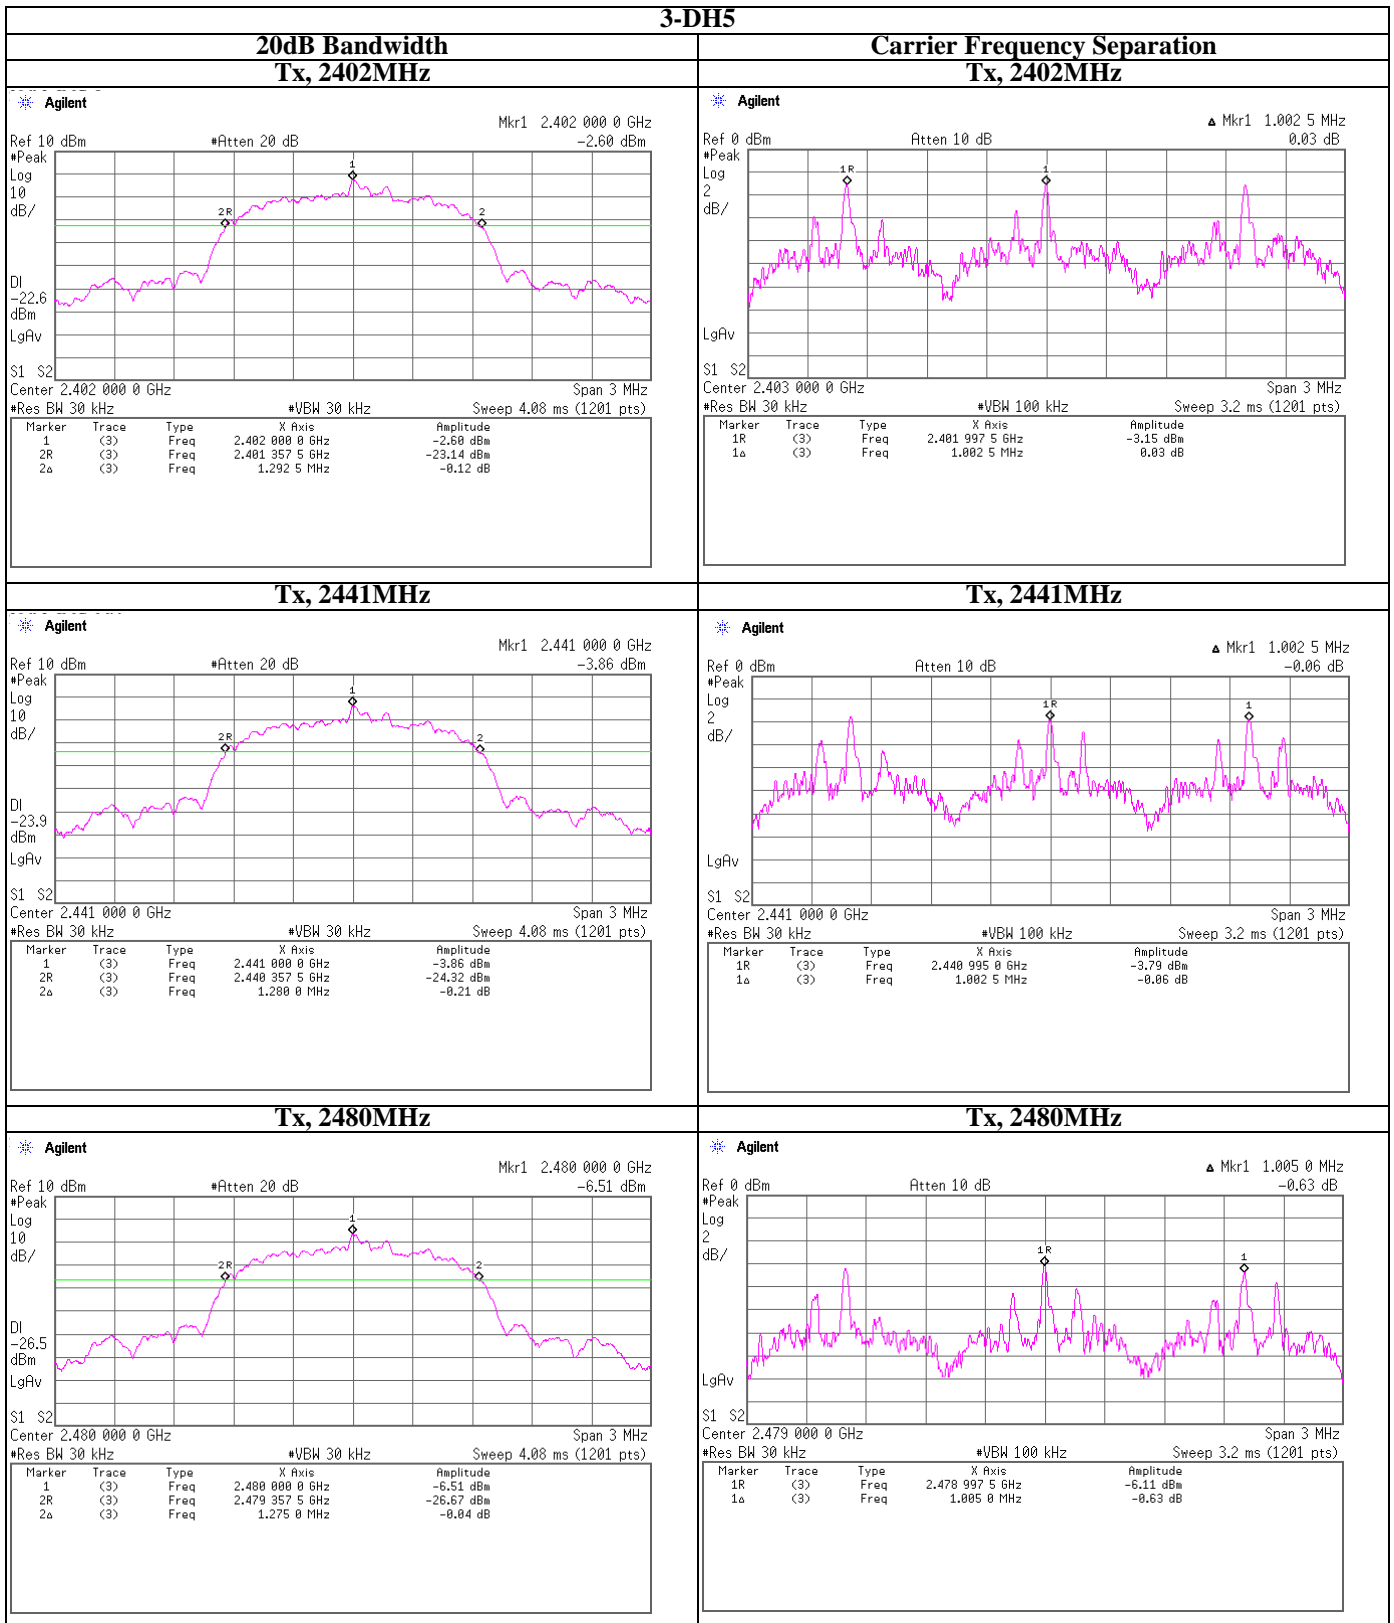 3-DH5
20dB Bandwidth
Carrier Frequency Separation
Tx, 2402MHz
Tx, 2402MHz
Agilent
Mkr1 2.402 000 0 GHz
Ref 10 dBm #Atten 20 dB -2.60 dBm
#Peak
Log
10
dB/
1
2R
2
DI
-22.6
dBm
LgAv
S1 S2
Center 2.402 000 0 GHz Span 3 MHz
#Res BW 30 kHz #VBW 30 kHz Sweep 4.08 ms (1201 pts)
Marker Trace Type X Axis Amplitude
1 (3) Freq 2.402 000 0 GHz -2.60 dBm
2R (3) Freq 2.401 357 5 GHz -23.14 dBm
2Δ (3) Freq 1.292 5 MHz -0.12 dB
Agilent
Δ Mkr1 1.002 5 MHz
Ref 0 dBm Atten 10 dB 0.03 dB
#Peak
Log
2
dB/
1R
1
LgAv
S1 S2
Center 2.403 000 0 GHz Span 3 MHz
#Res BW 30 kHz #VBW 100 kHz Sweep 3.2 ms (1201 pts)
Marker Trace Type X Axis Amplitude
1R (3) Freq 2.401 997 5 GHz -3.15 dBm
1Δ (3) Freq 1.002 5 MHz 0.03 dB
Tx, 2441MHz
Tx, 2441MHz
Agilent
Mkr1 2.441 000 0 GHz
Ref 10 dBm #Atten 20 dB -3.86 dBm
#Peak
Log
10
dB/
1
2R
2
DI
-23.9
dBm
LgAv
S1 S2
Center 2.441 000 0 GHz Span 3 MHz
#Res BW 30 kHz #VBW 30 kHz Sweep 4.08 ms (1201 pts)
Marker Trace Type X Axis Amplitude
1 (3) Freq 2.441 000 0 GHz -3.86 dBm
2R (3) Freq 2.440 357 5 GHz -24.32 dBm
2Δ (3) Freq 1.280 0 MHz -0.21 dB
Agilent
Δ Mkr1 1.002 5 MHz
Ref 0 dBm Atten 10 dB -0.06 dB
#Peak
Log
2
dB/
1R
1
LgAv
S1 S2
Center 2.441 000 0 GHz Span 3 MHz
#Res BW 30 kHz #VBW 100 kHz Sweep 3.2 ms (1201 pts)
Marker Trace Type X Axis Amplitude
1R (3) Freq 2.440 995 0 GHz -3.79 dBm
1Δ (3) Freq 1.002 5 MHz -0.06 dB
Tx, 2480MHz
Tx, 2480MHz
Agilent
Mkr1 2.480 000 0 GHz
Ref 10 dBm #Atten 20 dB -6.51 dBm
#Peak
Log
10
dB/
1
2R
2
DI
-26.5
dBm
LgAv
S1 S2
Center 2.480 000 0 GHz Span 3 MHz
#Res BW 30 kHz #VBW 30 kHz Sweep 4.08 ms (1201 pts)
Marker Trace Type X Axis Amplitude
1 (3) Freq 2.480 000 0 GHz -6.51 dBm
2R (3) Freq 2.479 357 5 GHz -26.67 dBm
2Δ (3) Freq 1.275 0 MHz -0.04 dB
Agilent
Δ Mkr1 1.005 0 MHz
Ref 0 dBm Atten 10 dB -0.63 dB
#Peak
Log
2
dB/
1R
1
LgAv
S1 S2
Center 2.479 000 0 GHz Span 3 MHz
#Res BW 30 kHz #VBW 100 kHz Sweep 3.2 ms (1201 pts)
Marker Trace Type X Axis Amplitude
1R (3) Freq 2.478 997 5 GHz -6.11 dBm
1Δ (3) Freq 1.005 0 MHz -0.63 dB